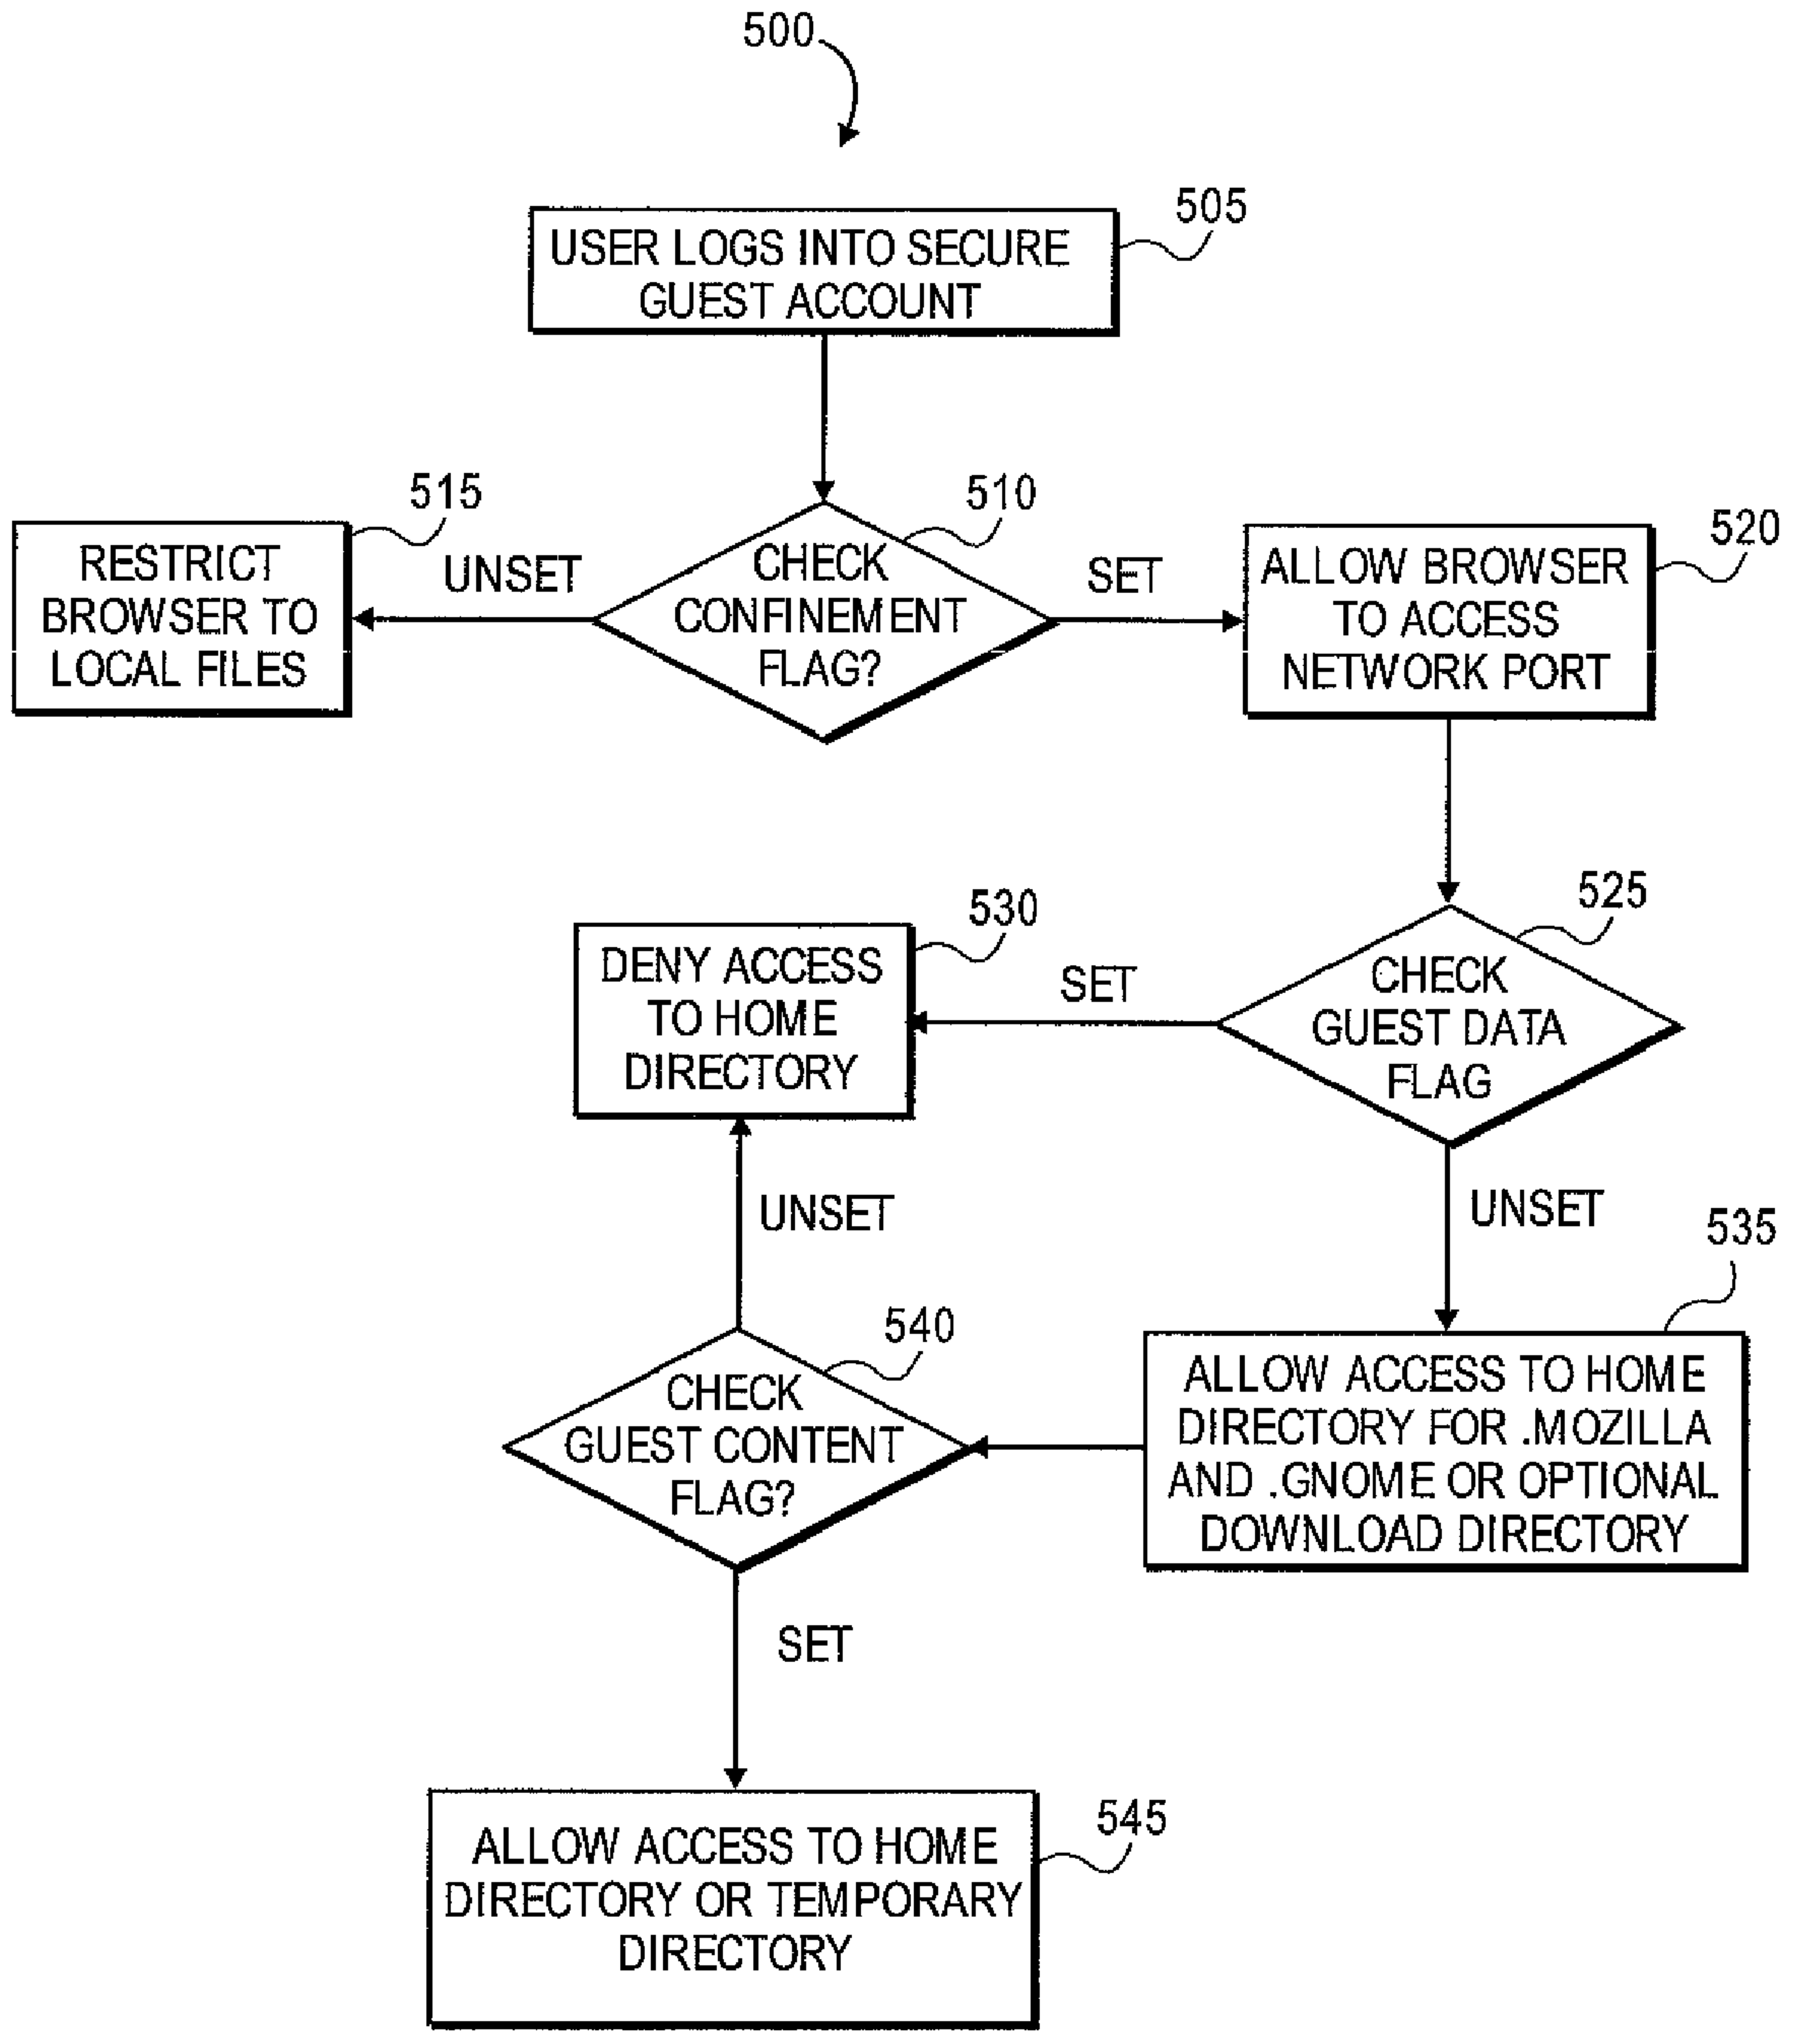 500
505
USER LOGS INTO SECURE
GUEST ACCOUNT
515
RESTRICT
BROWSER TO
LOCAL FILES
UNSET
510
CHECK
CONFINEMENT
FLAG?
SET
520
ALLOW BROWSER
TO ACCESS
NETWORK PORT
530
DENY ACCESS
TO HOME
DIRECTORY
SET
525
CHECK
GUEST DATA
FLAG
UNSET
UNSET
535
ALLOW ACCESS TO HOME
DIRECTORY FOR .MOZILLA
AND .GNOME OR OPTIONAL
DOWNLOAD DIRECTORY
540
CHECK
GUEST CONTENT
FLAG?
SET
545
ALLOW ACCESS TO HOME
DIRECTORY OR TEMPORARY
DIRECTORY